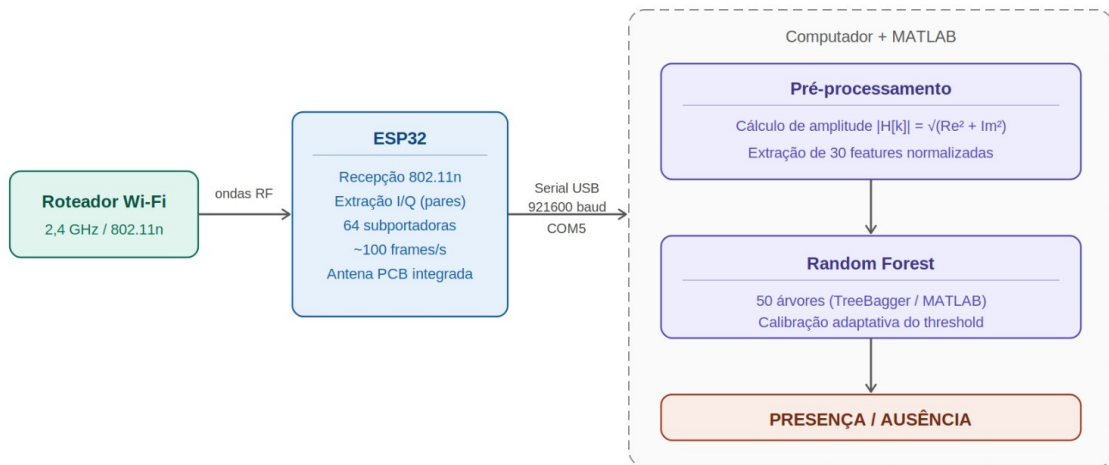 Roteador Wi-Fi
2,4 GHz / 802.11n
ondas RF
ESP32
Recepção 802.11n
Extração I/Q (pares)
64 subportadoras
~100 frames/s
Antena PCB integrada
Serial USB
921600 baud
COM5
Computador + MATLAB
Pré-processamento
Cálculo de amplitude |H[k]| = √(Re² + Im²)
Extração de 30 features normalizadas
Random Forest
50 árvores (TreeBagger / MATLAB)
Calibração adaptativa do threshold
PRESENÇA / AUSÊNCIA